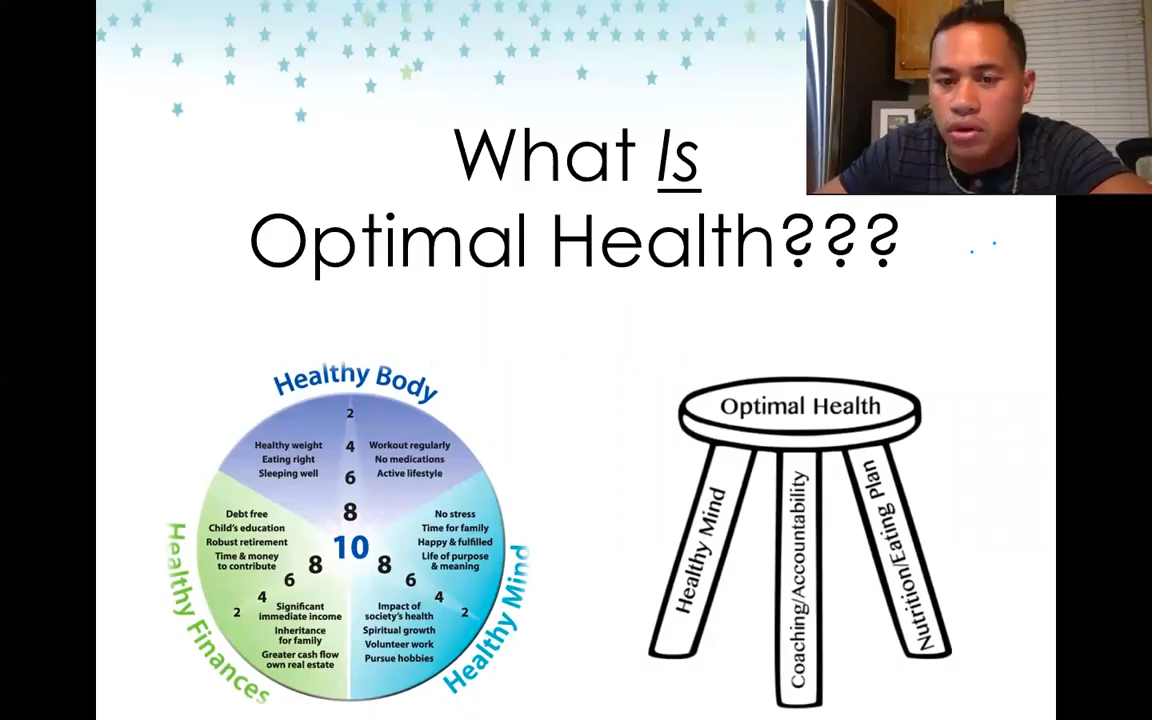 What Is
Optimal Health???
Healthy Body
2
4
6
8
10
Healthy weight
Eating right
Sleeping well
Workout regularly
No medications
Active lifestyle
Healthy Finances
Debt free
Child's education
Robust retirement
Time & money
to contribute
8
6
4
2
Significant
immediate income
Inheritance
for family
Greater cash flow
own real estate
Healthy Mind
No stress
Time for family
Happy & fulfilled
Life of purpose
& meaning
8
6
4
2
Impact of
society's health
Spiritual growth
Volunteer work
Pursue hobbies
Optimal Health
Healthy Mind
Coaching/Accountability
Nutrition/Eating Plan